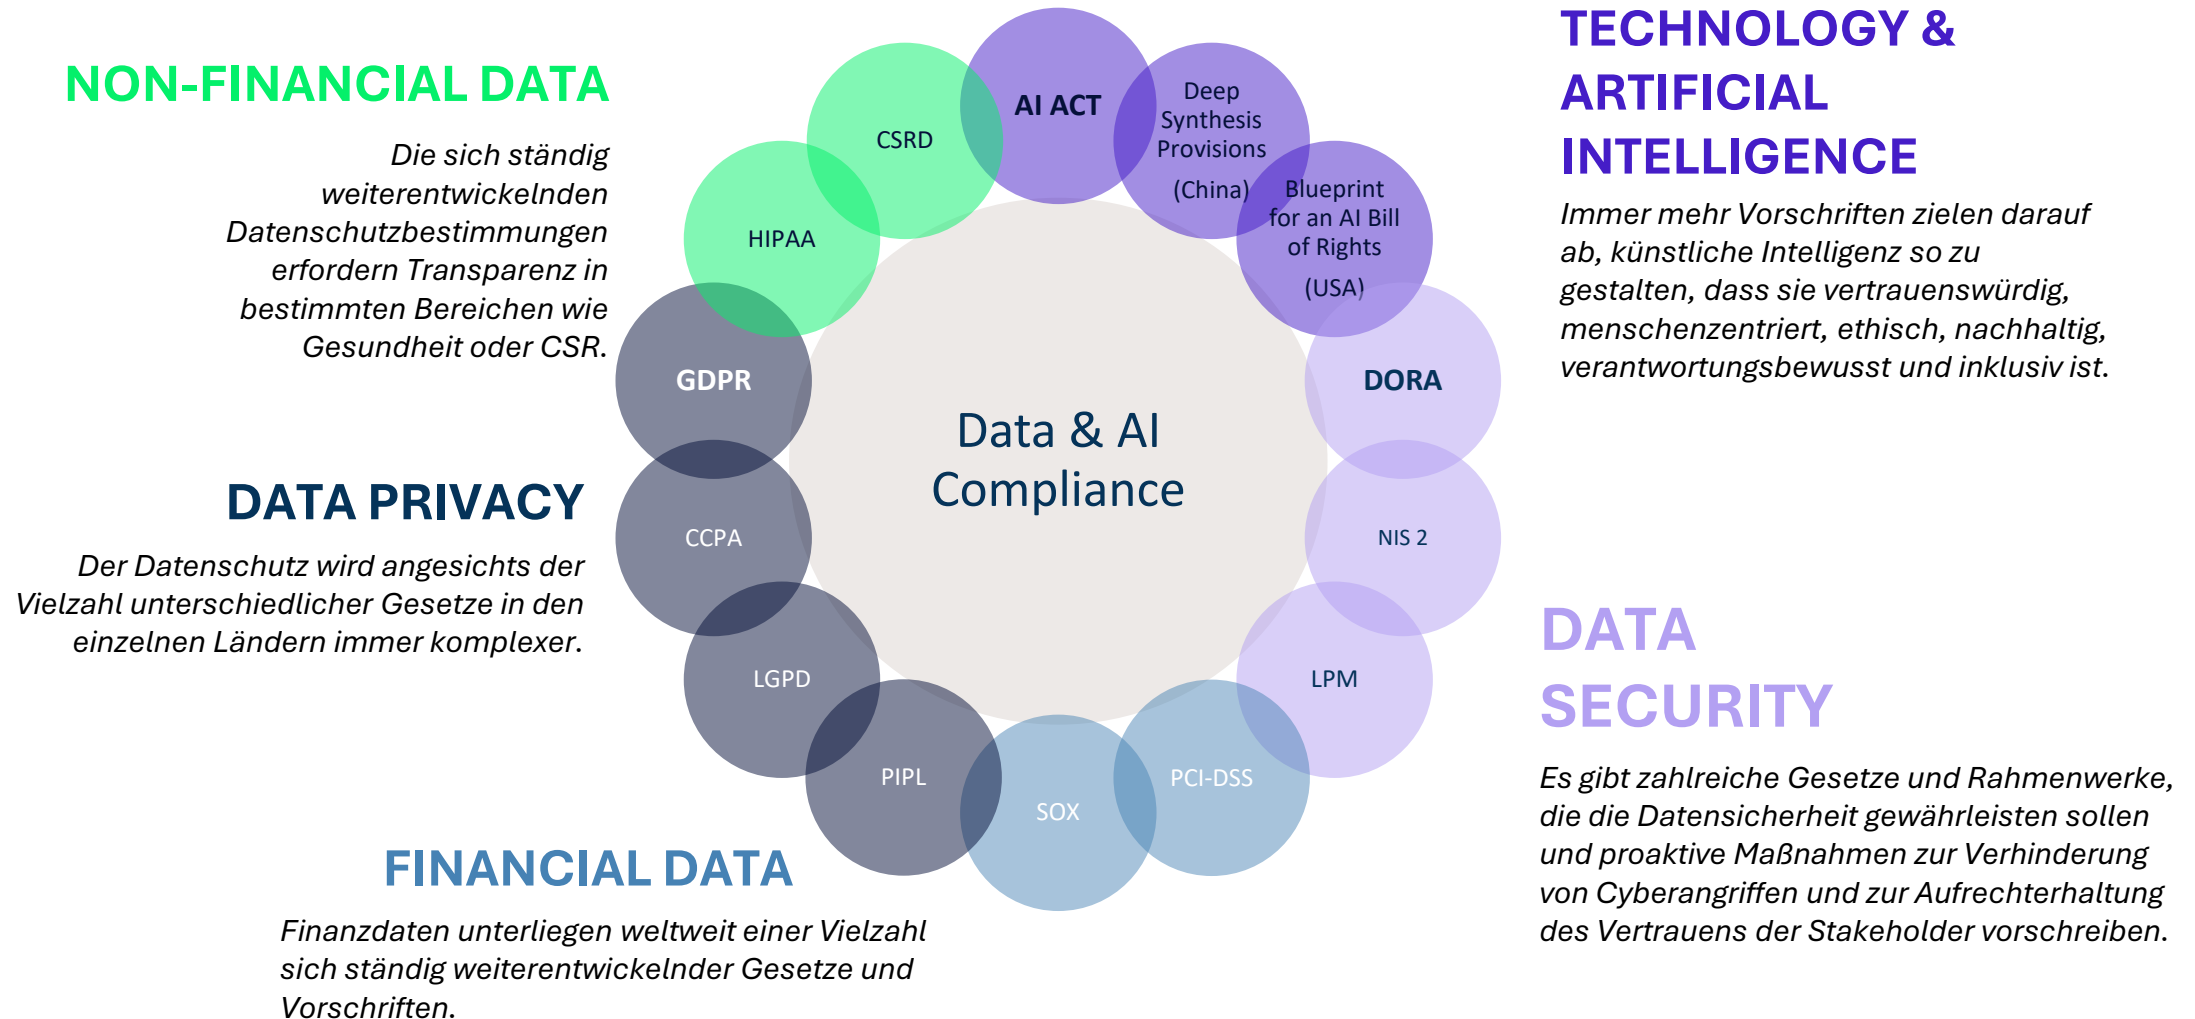 NON-FINANCIAL DATA
Die sich ständig
weiterentwickelnden
Datenschutzbestimmungen
erfordern Transparenz in
bestimmten Bereichen wie
Gesundheit oder CSR.
DATA PRIVACY
Der Datenschutz wird angesichts der
Vielzahl unterschiedlicher Gesetze in den
einzelnen Ländern immer komplexer.
FINANCIAL DATA
Finanzdaten unterliegen weltweit einer Vielzahl
sich ständig weiterentwickelnder Gesetze und
Vorschriften.
Data & AI
Compliance
AI ACT
Deep
Synthesis
Provisions
(China)
Blueprint
for an AI Bill
of Rights
(USA)
DORA
NIS 2
LPM
PCI-DSS
SOX
PIPL
LGPD
CCPA
GDPR
HIPAA
CSRD
TECHNOLOGY &
ARTIFICIAL
INTELLIGENCE
Immer mehr Vorschriften zielen darauf
ab, künstliche Intelligenz so zu
gestalten, dass sie vertrauenswürdig,
menschenzentriert, ethisch, nachhaltig,
verantwortungsbewusst und inklusiv ist.
DATA
SECURITY
Es gibt zahlreiche Gesetze und Rahmenwerke,
die die Datensicherheit gewährleisten sollen
und proaktive Maßnahmen zur Verhinderung
von Cyberangriffen und zur Aufrechterhaltung
des Vertrauens der Stakeholder vorschreiben.